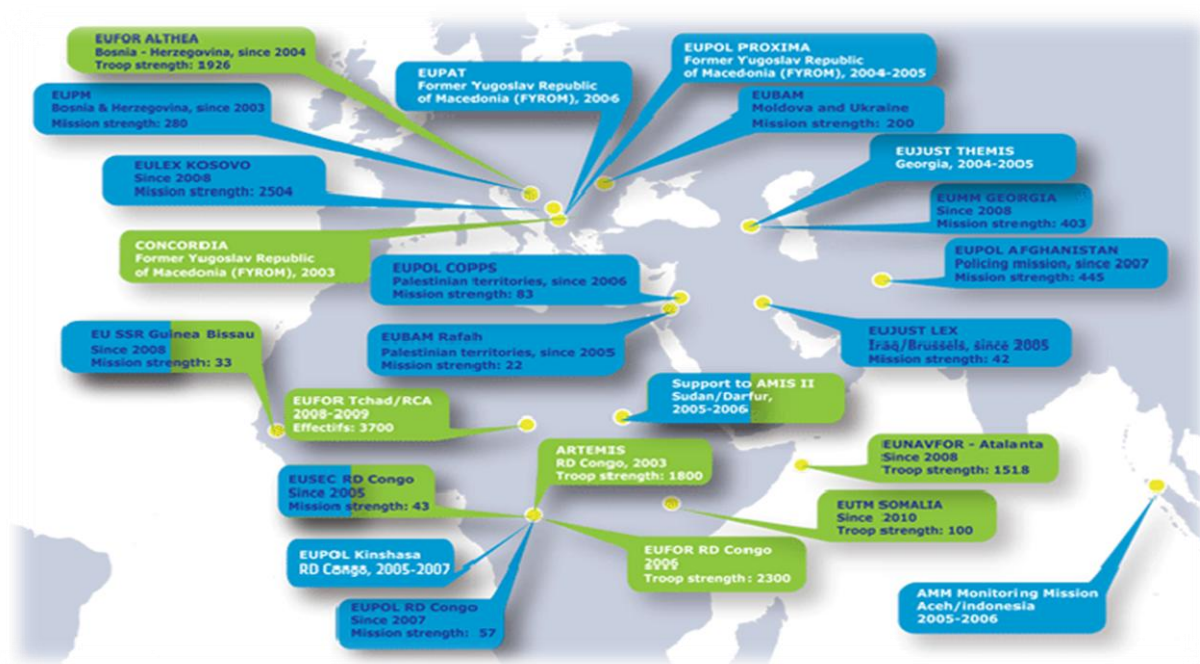 EUFOR ALTHEA
Bosnia - Herzegovina, since 2004
Troop strength: 1926
EUPM
Bosnia & Herzegovina, since 2003
Mission strength: 280
EUPAT
Former Yugoslav Republic
of Macedonia (FYROM), 2006
EUPOL PROXIMA
Former Yugoslav Republic
of Macedonia (FYROM), 2004-2005
EUBAM
Moldova and Ukraine
Mission strength: 200
EUJUST THEMIS
Georgia, 2004-2005
EULEX KOSOVO
Since 2008
Mission strength: 2504
EUMM GEORGIA
Since 2008
Mission strength: 403
CONCORDIA
Former Yugoslav Republic
of Macedonia (FYROM), 2003
EUPOL AFGHANISTAN
Policing mission, since 2007
Mission strength: 445
EUPOL COPPS
Palestinian territories, since 2006
Mission strength: 83
EUBAM Rafah
Palestinian territories, since 2005
Mission strength: 22
EUJUST LEX
Iraq/Brussels, since 2005
Mission strength: 42
EU SSR Guinea Bissau
Since 2008
Mission strength: 33
EUFOR Tchad/RCA
2008-2009
Effectifs: 3700
Support to AMIS II
Sudan/Darfur,
2005-2006
ARTEMIS
RD Congo, 2003
Troop strength: 1800
EUNAVFOR - Atalanta
Since 2008
Troop strength: 1518
EUSEC RD Congo
Since 2005
Mission strength: 43
EUTM SOMALIA
Since 2010
Troop strength: 100
EUPOL Kinshasa
RD Congo, 2005-2007
EUFOR RD Congo
2006
Troop strength: 2300
EUPOL RD Congo
Since 2007
Mission strength: 57
AMM Monitoring Mission
Aceh/indonesia
2005-2006